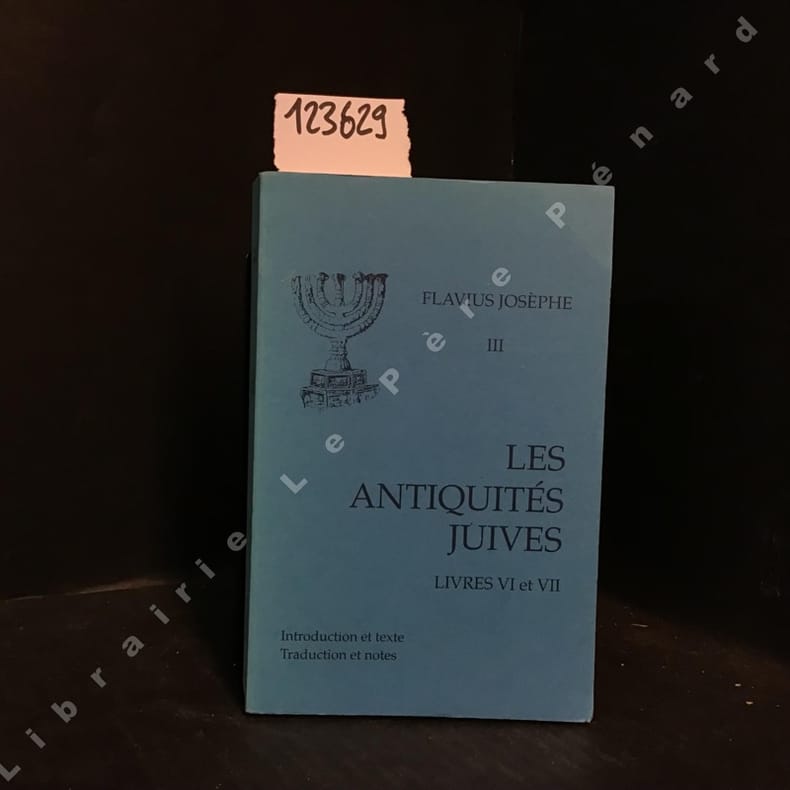 123629
FLAVIUS JOSÈPHE
III
LES
ANTIQUITÉS
JUIVES
LIVRES VI et VII
Introduction et texte
Traduction et notes
Librairie Le Père Pénard